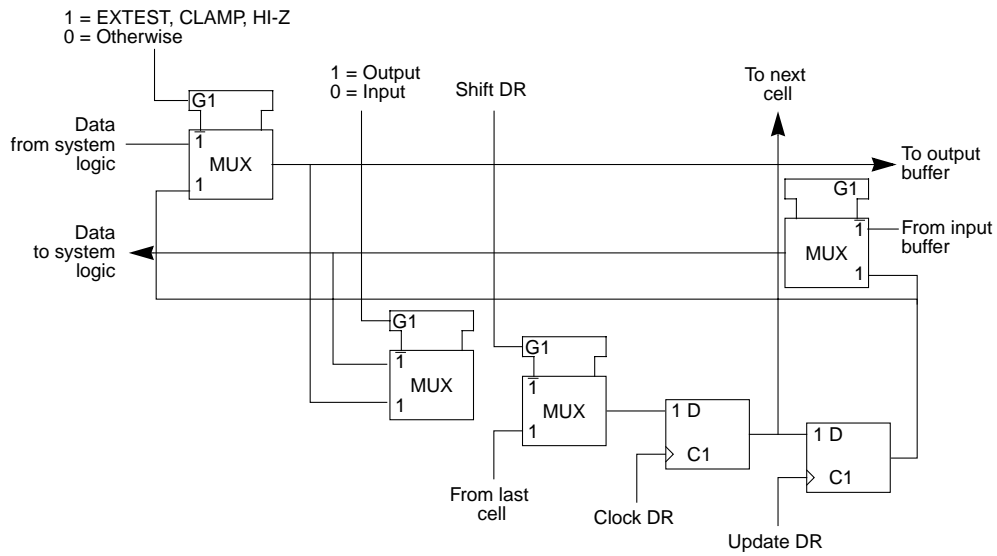 1 = EXTEST, CLAMP, HI-Z
0 = Otherwise
1 = Output
0 = Input
Shift DR
To next
cell
G1
Data
from system
logic
1
MUX
1
To output
buffer
G1
1
From input
buffer
MUX
1
Data
to system
logic
G1
1
MUX
1
G1
1
MUX
1
1 D
C1
1 D
C1
From last
cell
Clock DR
Update DR